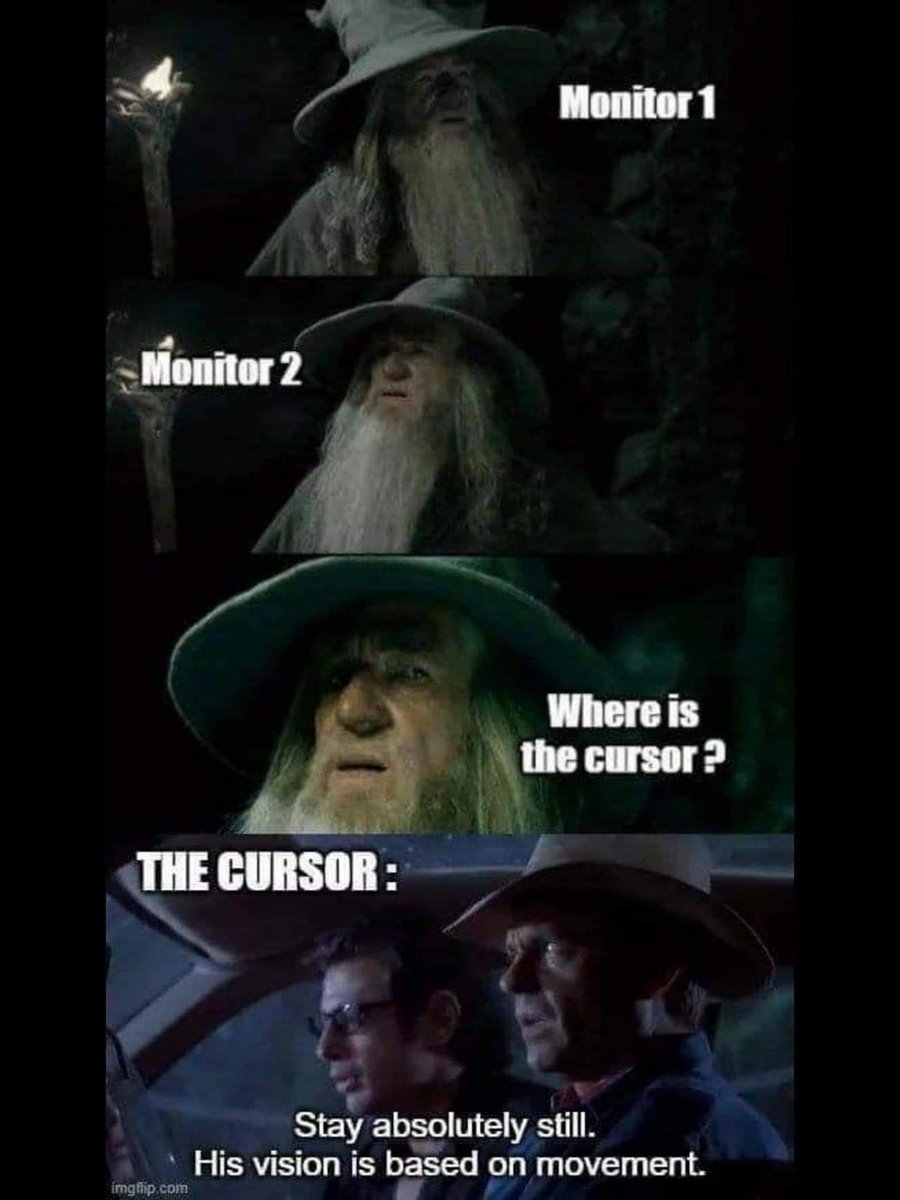 Monitor 1
Monitor 2
Where is
the cursor ?
THE CURSOR :
Stay absolutely still.
His vision is based on movement.
imgflip.com